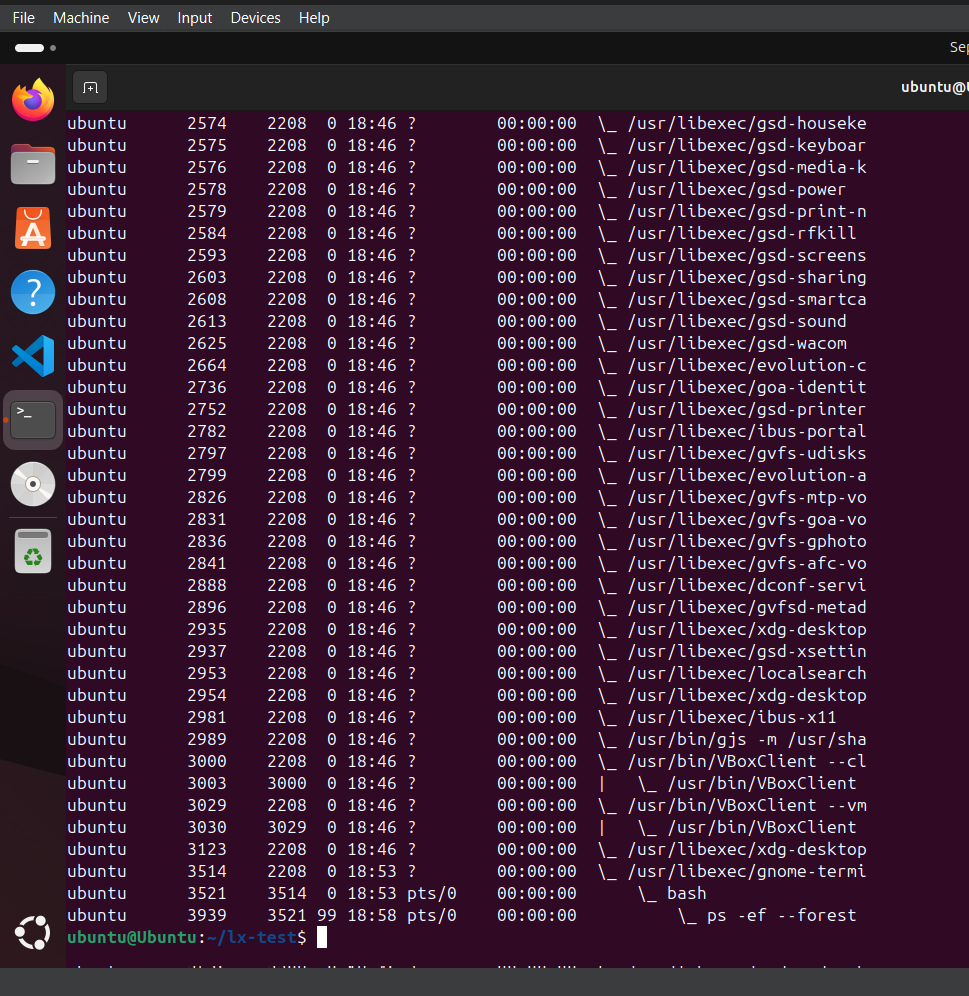 File Machine View Input Devices Help
Sep
ubuntu@U
ubuntu 2574 2208 0 18:46 ? 00:00:00 \_ /usr/libexec/gsd-houseke
ubuntu 2575 2208 0 18:46 ? 00:00:00 \_ /usr/libexec/gsd-keyboar
ubuntu 2576 2208 0 18:46 ? 00:00:00 \_ /usr/libexec/gsd-media-k
ubuntu 2578 2208 0 18:46 ? 00:00:00 \_ /usr/libexec/gsd-power
ubuntu 2579 2208 0 18:46 ? 00:00:00 \_ /usr/libexec/gsd-print-n
ubuntu 2584 2208 0 18:46 ? 00:00:00 \_ /usr/libexec/gsd-rfkill
ubuntu 2593 2208 0 18:46 ? 00:00:00 \_ /usr/libexec/gsd-screens
ubuntu 2603 2208 0 18:46 ? 00:00:00 \_ /usr/libexec/gsd-sharing
ubuntu 2608 2208 0 18:46 ? 00:00:00 \_ /usr/libexec/gsd-smartca
ubuntu 2613 2208 0 18:46 ? 00:00:00 \_ /usr/libexec/gsd-sound
ubuntu 2625 2208 0 18:46 ? 00:00:00 \_ /usr/libexec/gsd-wacom
ubuntu 2664 2208 0 18:46 ? 00:00:00 \_ /usr/libexec/evolution-c
ubuntu 2736 2208 0 18:46 ? 00:00:00 \_ /usr/libexec/goa-identit
ubuntu 2752 2208 0 18:46 ? 00:00:00 \_ /usr/libexec/gsd-printer
ubuntu 2782 2208 0 18:46 ? 00:00:00 \_ /usr/libexec/ibus-portal
ubuntu 2797 2208 0 18:46 ? 00:00:00 \_ /usr/libexec/gvfs-udisks
ubuntu 2799 2208 0 18:46 ? 00:00:00 \_ /usr/libexec/evolution-a
ubuntu 2826 2208 0 18:46 ? 00:00:00 \_ /usr/libexec/gvfs-mtp-vo
ubuntu 2831 2208 0 18:46 ? 00:00:00 \_ /usr/libexec/gvfs-goa-vo
ubuntu 2836 2208 0 18:46 ? 00:00:00 \_ /usr/libexec/gvfs-gphoto
ubuntu 2841 2208 0 18:46 ? 00:00:00 \_ /usr/libexec/gvfs-afc-vo
ubuntu 2888 2208 0 18:46 ? 00:00:00 \_ /usr/libexec/dconf-servi
ubuntu 2896 2208 0 18:46 ? 00:00:00 \_ /usr/libexec/gvfsd-metad
ubuntu 2935 2208 0 18:46 ? 00:00:00 \_ /usr/libexec/xdg-desktop
ubuntu 2937 2208 0 18:46 ? 00:00:00 \_ /usr/libexec/gsd-xsettin
ubuntu 2953 2208 0 18:46 ? 00:00:00 \_ /usr/libexec/localsearch
ubuntu 2954 2208 0 18:46 ? 00:00:00 \_ /usr/libexec/xdg-desktop
ubuntu 2981 2208 0 18:46 ? 00:00:00 \_ /usr/libexec/ibus-x11
ubuntu 2989 2208 0 18:46 ? 00:00:00 \_ /usr/bin/gjs -m /usr/sha
ubuntu 3000 2208 0 18:46 ? 00:00:00 \_ /usr/bin/VBoxClient --cl
ubuntu 3003 3000 0 18:46 ? 00:00:00 | \_ /usr/bin/VBoxClient
ubuntu 3029 2208 0 18:46 ? 00:00:00 \_ /usr/bin/VBoxClient --vm
ubuntu 3030 3029 0 18:46 ? 00:00:00 | \_ /usr/bin/VBoxClient
ubuntu 3123 2208 0 18:46 ? 00:00:00 \_ /usr/libexec/xdg-desktop
ubuntu 3514 2208 0 18:53 ? 00:00:00 \_ /usr/libexec/gnome-termi
ubuntu 3521 3514 0 18:53 pts/0 00:00:00 \_ bash
ubuntu 3939 3521 99 18:58 pts/0 00:00:00 \_ ps -ef --forest
ubuntu@Ubuntu:~/lx-test$